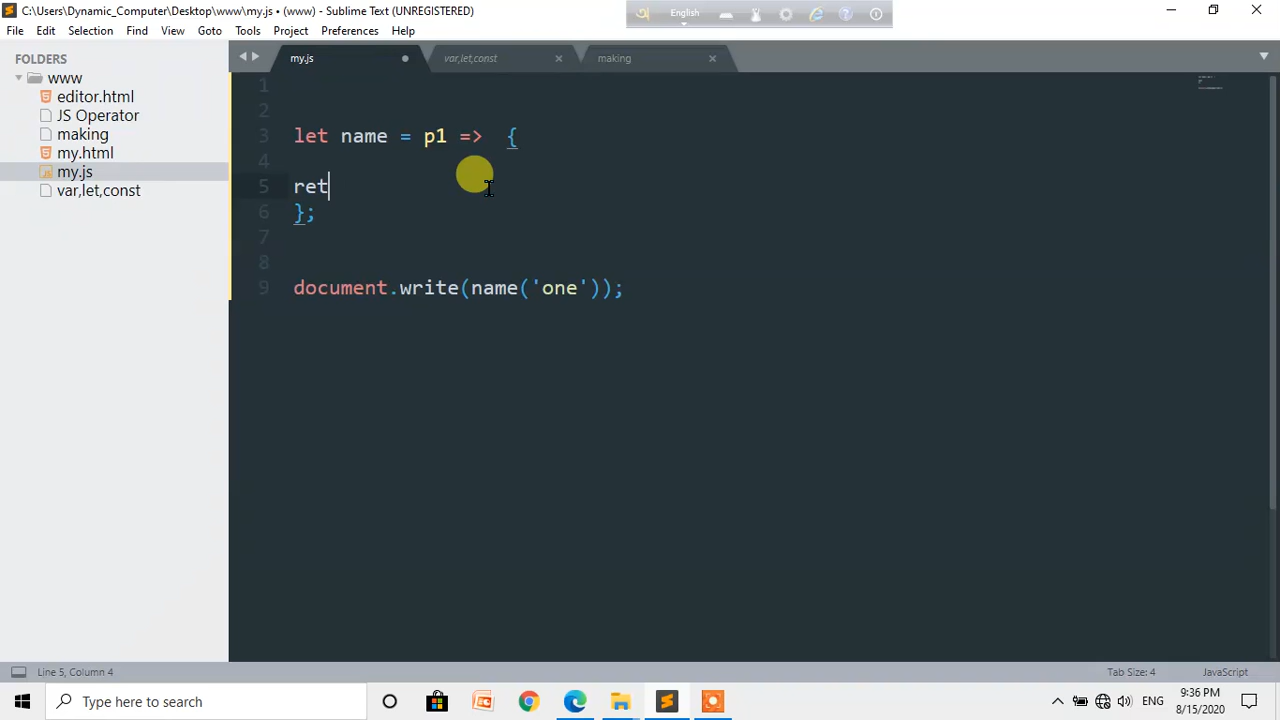 C:\Users\Dynamic_Computer\Desktop\www\my.js • (www) - Sublime Text (UNREGISTERED)
অ English
File Edit Selection Find View Goto Tools Project Preferences Help
FOLDERS
www
editor.html
JS Operator
making
my.html
my.js
var,let,const
my.js var,let,const making
1
2
3 let name = p1 => {
4
5 ret
6 };
7
8
9 document.write(name('one'));
Line 5, Column 4 Tab Size: 4 JavaScript
Type here to search
ENG 9:36 PM
8/15/2020